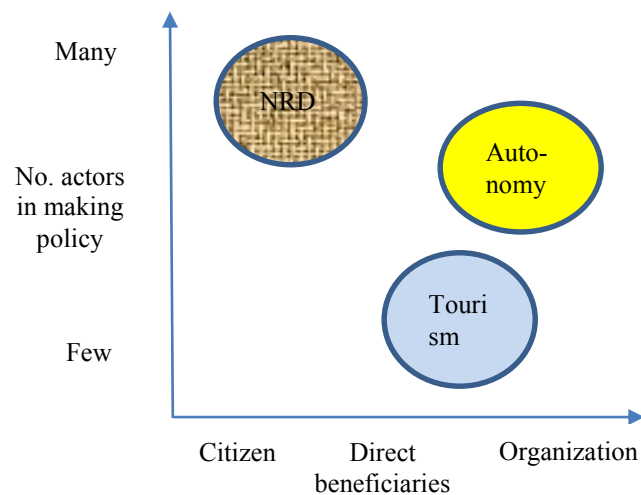 Many
NRD
Auto-
nomy
No. actors
in making
policy
Touri
sm
Few
Citizen
Direct
beneficiaries
Organization